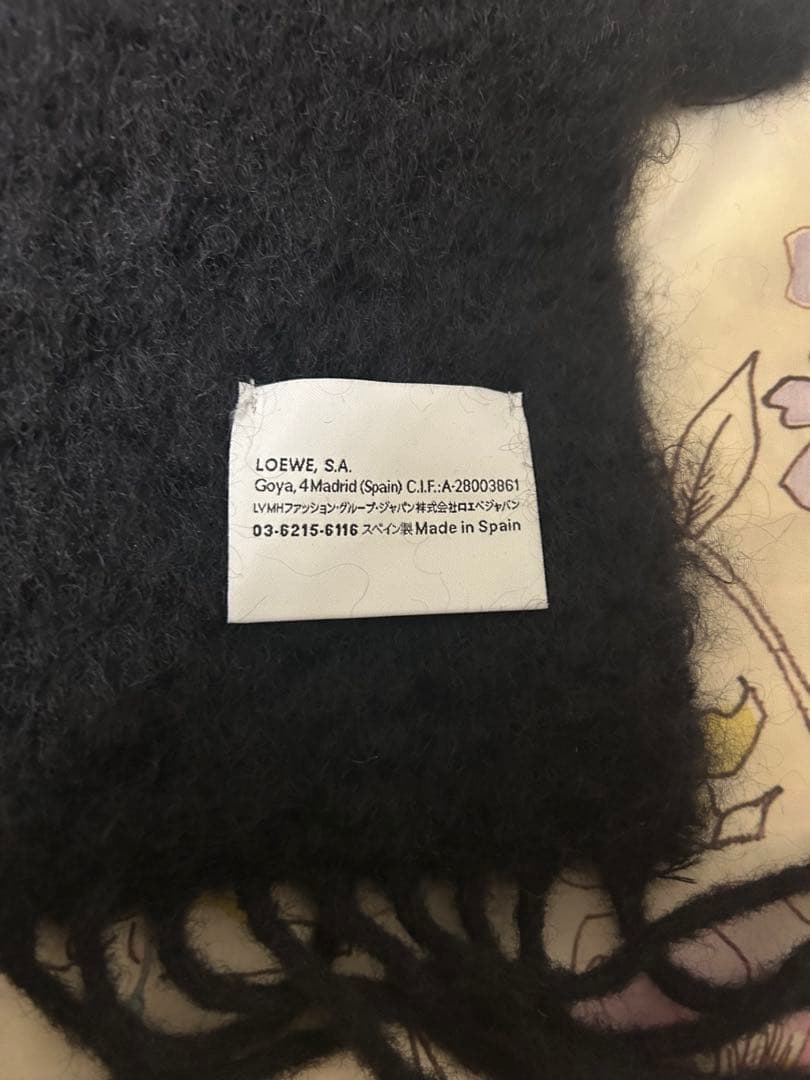 LOEWE, S.A.
Goya, 4 Madrid (Spain) C.I.F.:A-28003861
LVMHファッション・グループ・ジャパン株式会社ロエベジャパン
03-6215-6116 スペイン製 Made in Spain